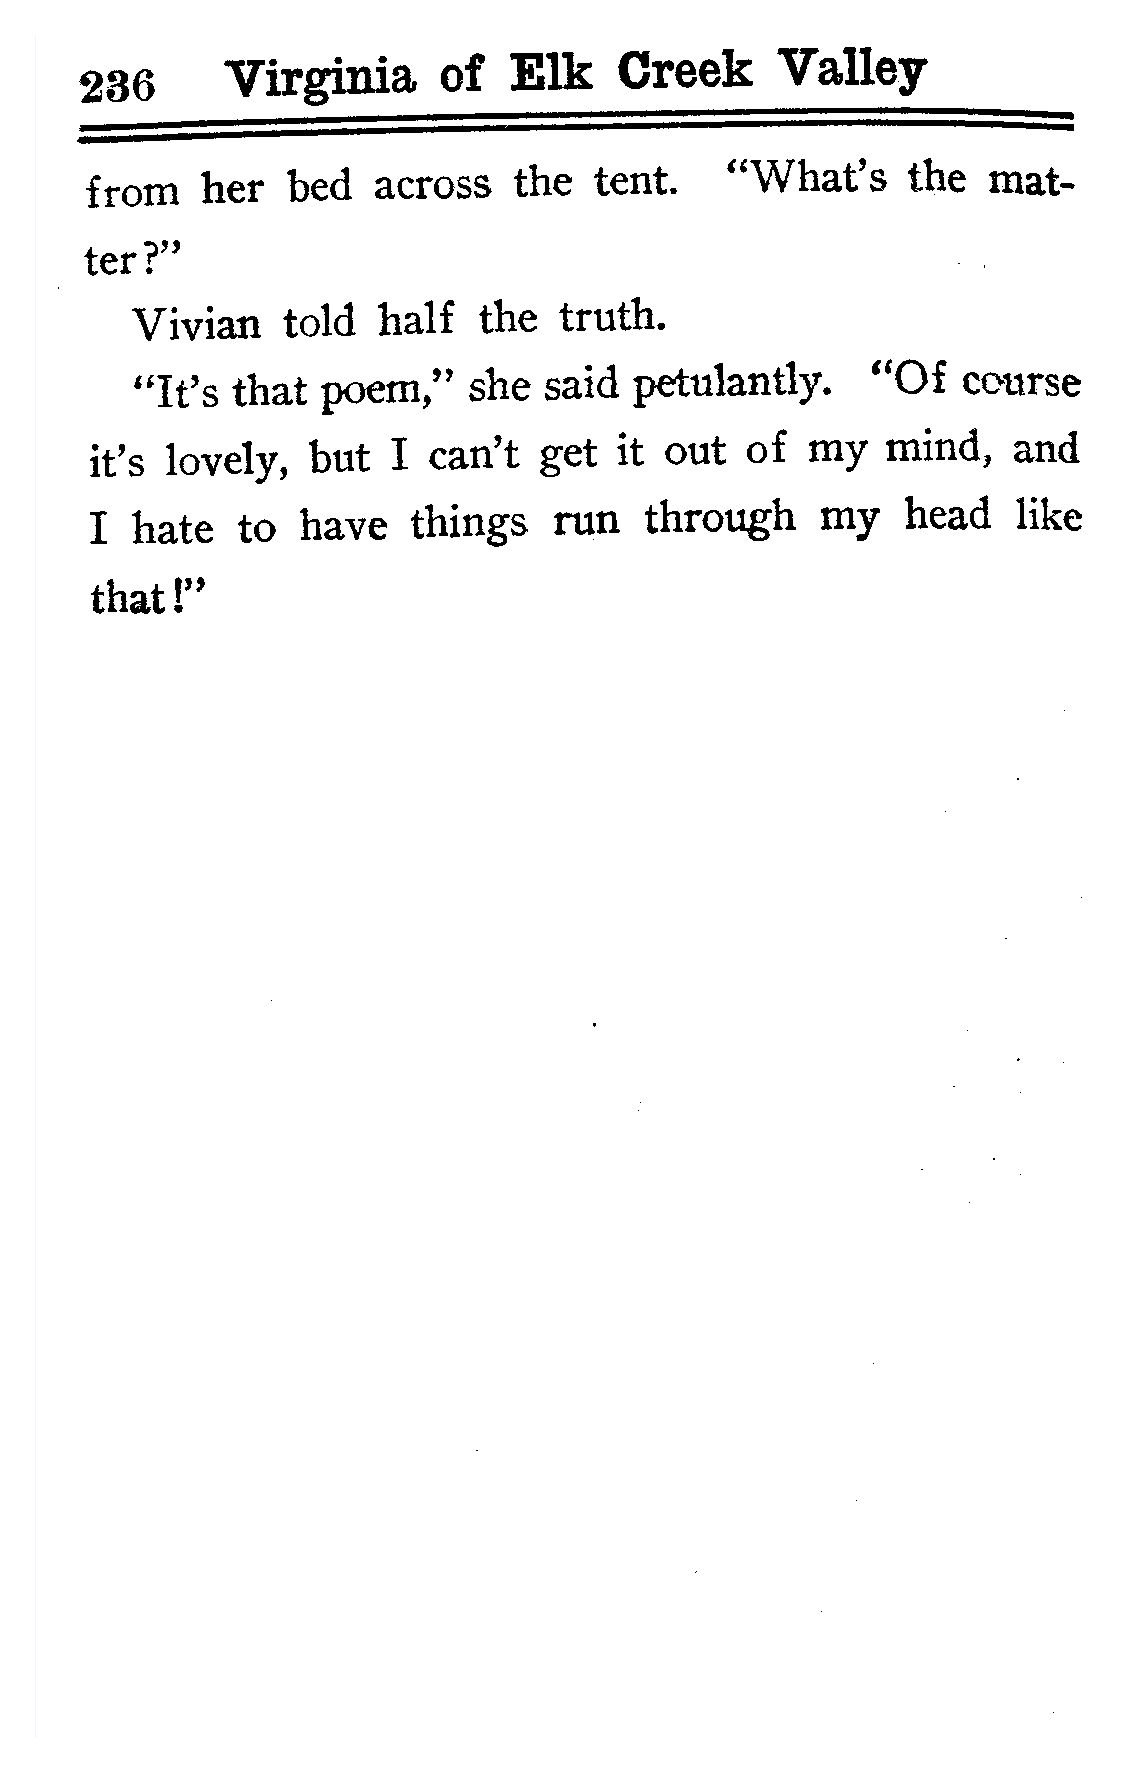 236 Virginia of Elk Creek Valley
from her bed across the tent. “What’s the mat-
ter?”
Vivian told half the truth.
“It’s that poem,” she said petulantly. “Of course
it’s lovely, but I can’t get it out of my mind, and
I hate to have things run through my head like
that!”